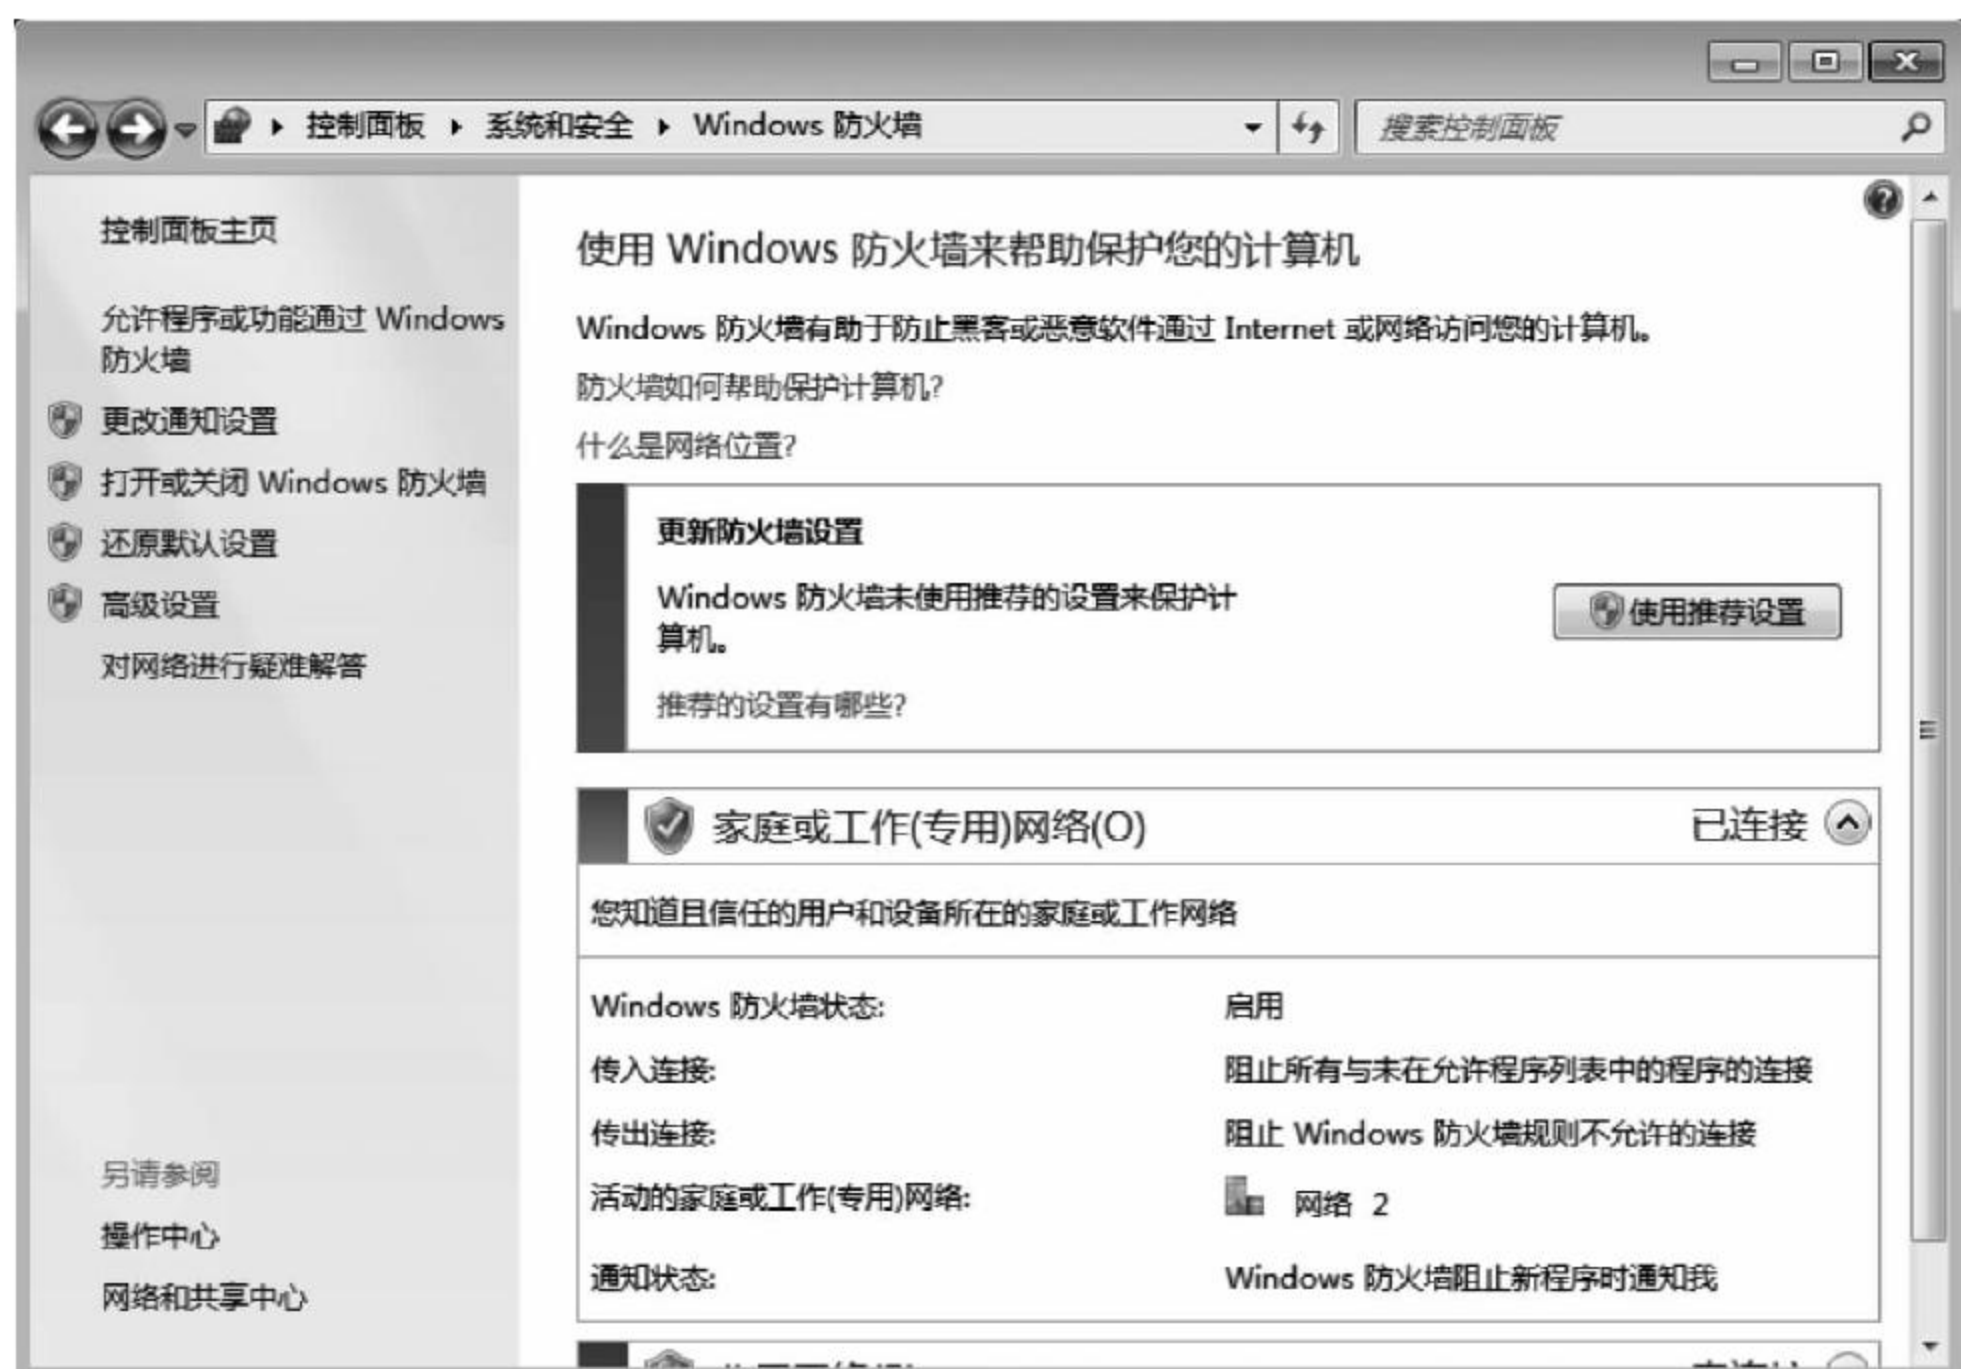 控制面板 系统和安全 Windows 防火墙
搜索控制面板
控制面板主页
允许程序或功能通过 Windows
防火墙
更改通知设置
打开或关闭 Windows 防火墙
还原默认设置
高级设置
对网络进行疑难解答
另请参阅
操作中心
网络和共享中心
使用 Windows 防火墙来帮助保护您的计算机
Windows 防火墙有助于防止黑客或恶意软件通过 Internet 或网络访问您的计算机。
防火墙如何帮助保护计算机?
什么是网络位置?
更新防火墙设置
Windows 防火墙未使用推荐的设置来保护计
算机。
使用推荐设置
推荐的设置有哪些?
家庭或工作(专用)网络(O) 已连接
您知道且信任的用户和设备所在的家庭或工作网络
Windows 防火墙状态: 启用
传入连接: 阻止所有与未在允许程序列表中的程序的连接
传出连接: 阻止 Windows 防火墙规则不允许的连接
活动的家庭或工作(专用)网络: 网络 2
通知状态: Windows 防火墙阻止新程序时通知我